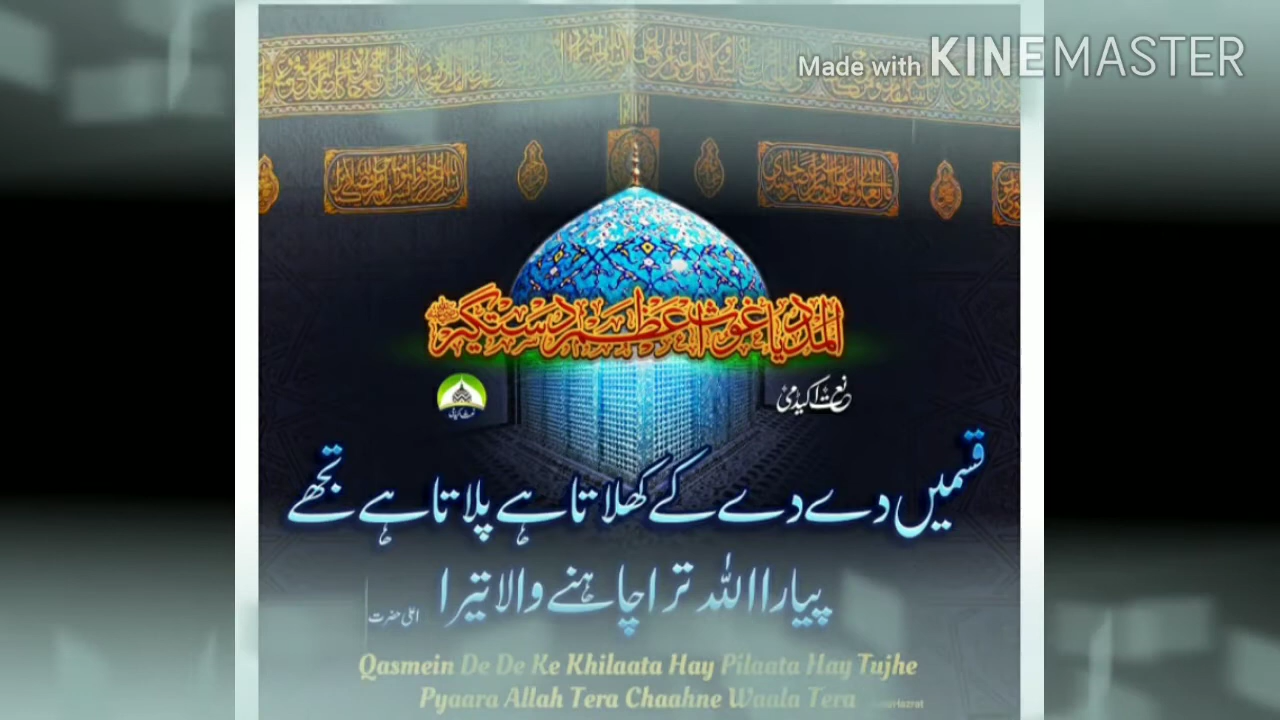 Made with KINEMASTER
المدد یا غوث اعظم دستگیر
نعت اکیڈمی
قسمیں دے دے کے کھلاتا ہے پلاتا ہے تجھے
پیارا اللہ ترا چاہنے والا تیرا
اعلی حضرت
Qasmein De De Ke Khilaata Hay Pilaata Hay Tujhe
Pyaara Allah Tera Chaahne Waala Tera